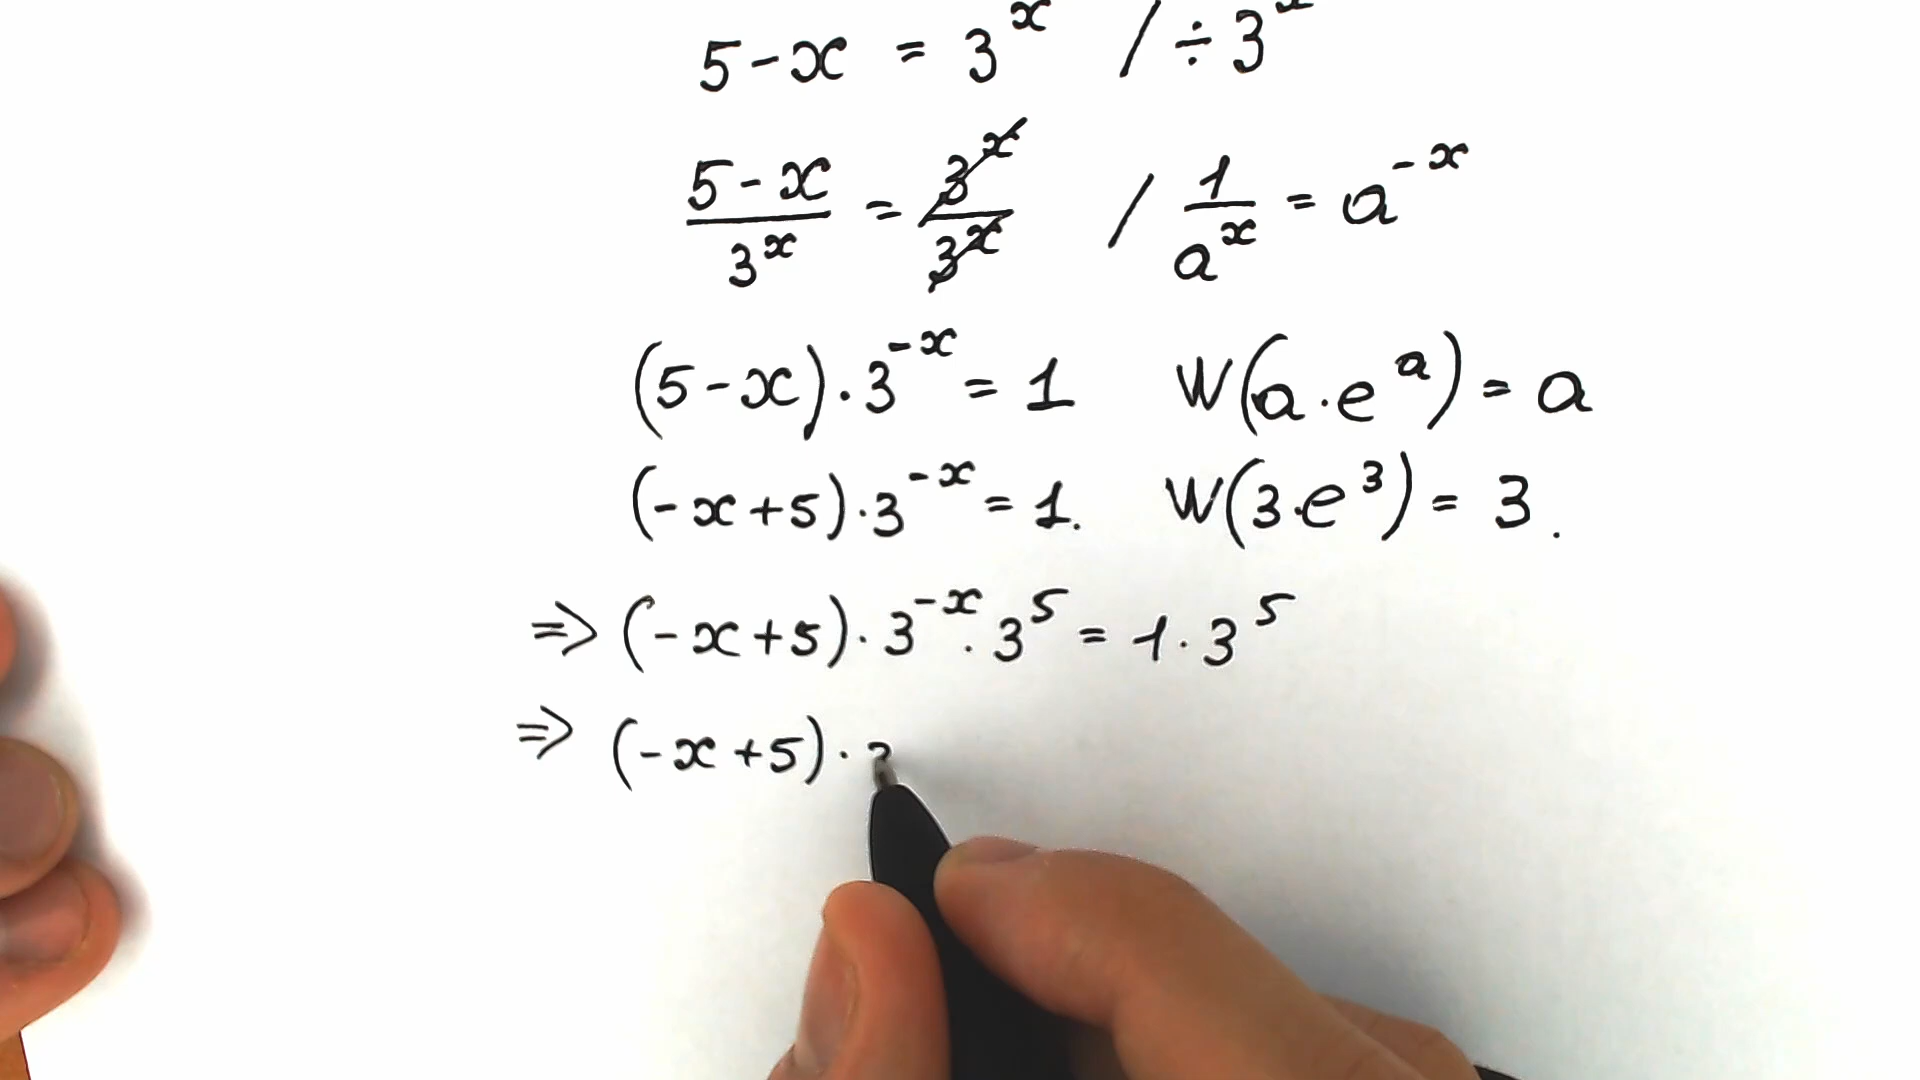 5-x = 3^x / ÷3^x
(5-x)/3^x = 3^x/3^x / 1/a^x = a^-x
(5-x)·3^-x = 1 W(a·e^a) = a
(-x+5)·3^-x = 1. W(3·e^3) = 3.
⇒ (-x+5)·3^-x·3^5 = 1·3^5
⇒ (-x+5)·